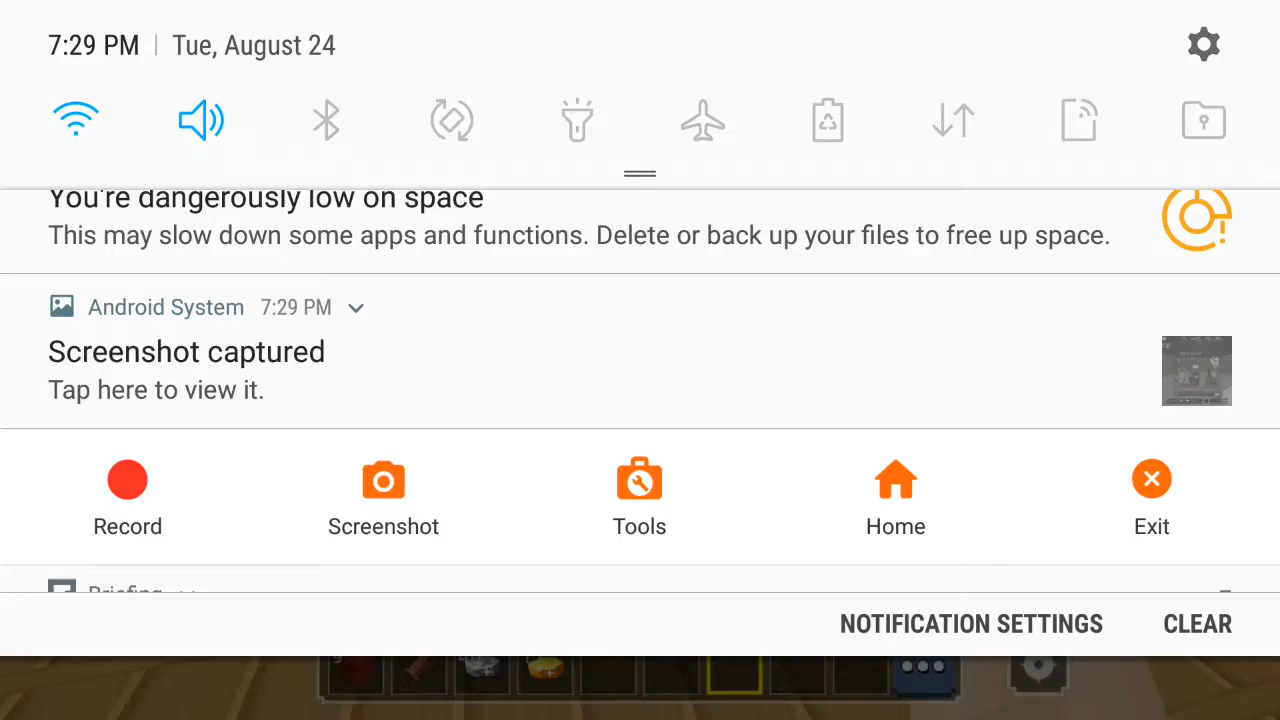 7:29 PM | Tue, August 24
You're dangerously low on space
This may slow down some apps and functions. Delete or back up your files to free up space.
Android System 7:29 PM
Screenshot captured
Tap here to view it.
Record Screenshot Tools Home Exit
Briefing
NOTIFICATION SETTINGS CLEAR